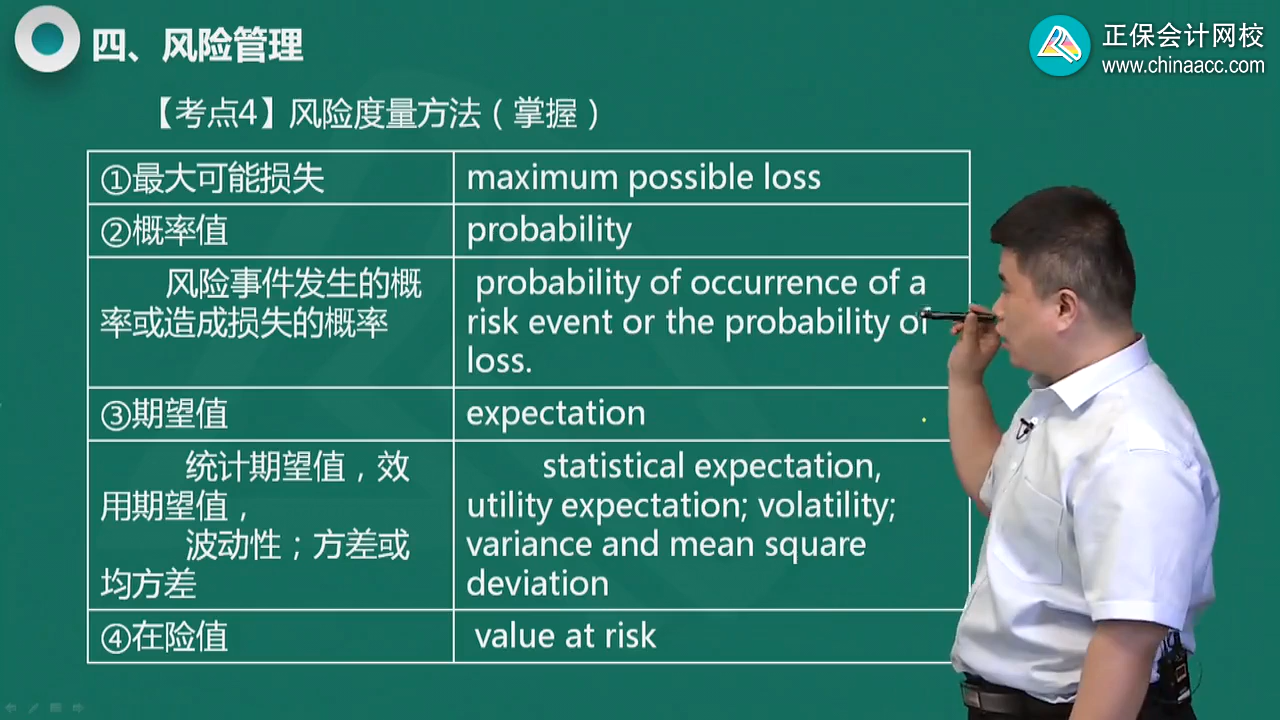 四、风险管理
正保会计网校
www.chinaacc.com
【考点4】风险度量方法（掌握）
①最大可能损失
maximum possible loss
②概率值
probability
风险事件发生的概
率或造成损失的概率
probability of occurrence of a
risk event or the probability of
loss.
③期望值
expectation
统计期望值，效
用期望值，
波动性；方差或
均方差
statistical expectation,
utility expectation; volatility;
variance and mean square
deviation
④在险值
value at risk